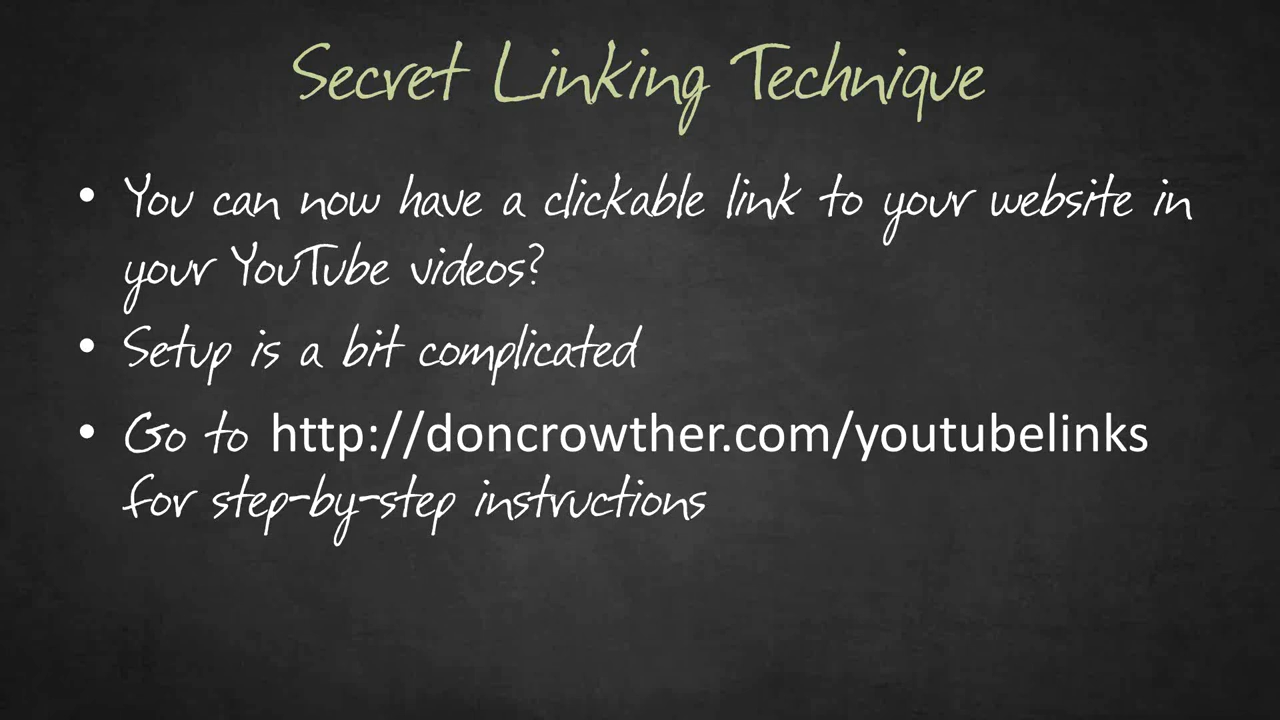 Secret Linking Technique
• You can now have a clickable link to your website in
your YouTube videos?
• Setup is a bit complicated
• Go to http://doncrowther.com/youtubelinks
for step-by-step instructions